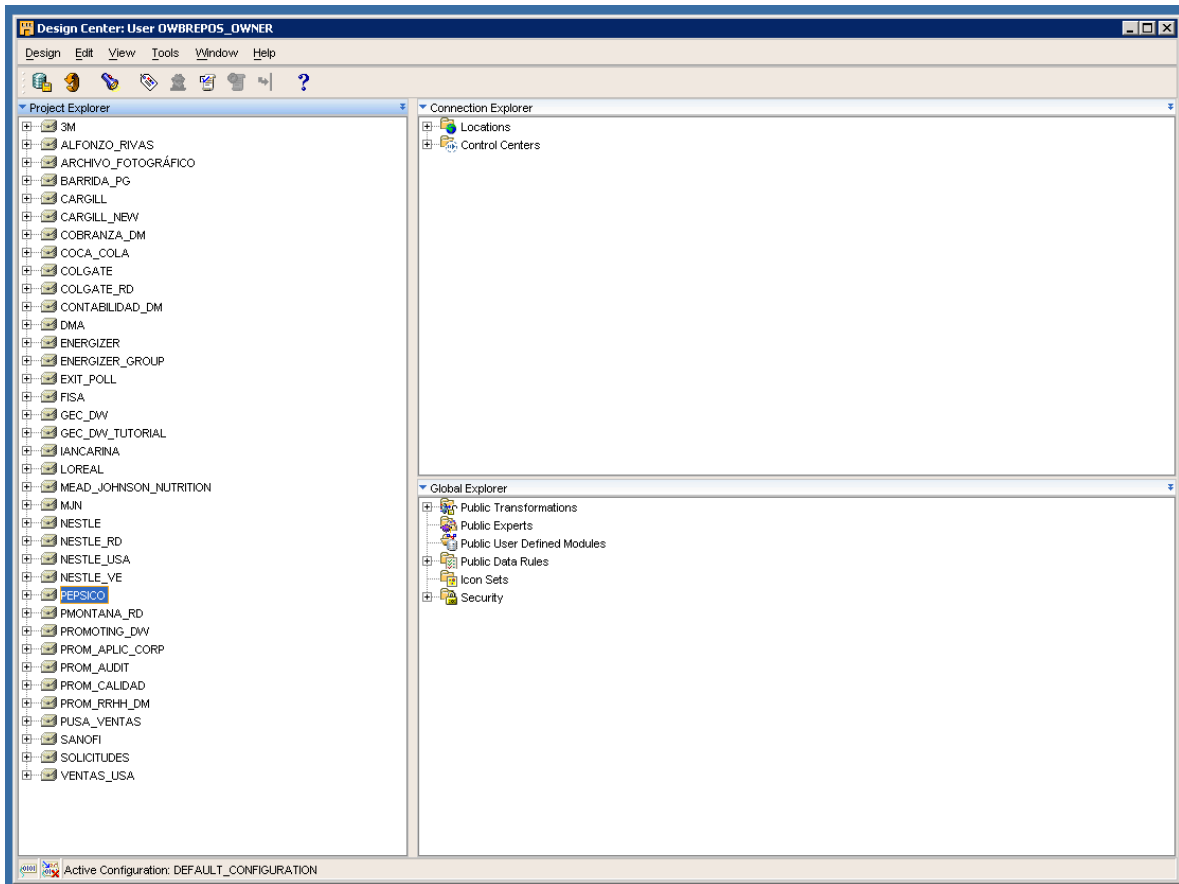 Design Center: User OWBREPOS_OWNER
Design Edit View Tools Window Help
Project Explorer
3M
ALFONZO_RIVAS
ARCHIVO_FOTOGRÁFICO
BARRIDA_PG
CARGILL
CARGILL_NEW
COBRANZA_DM
COCA_COLA
COLGATE
COLGATE_RD
CONTABILIDAD_DM
DMA
ENERGIZER
ENERGIZER_GROUP
EXIT_POLL
FISA
GEC_DW
GEC_DW_TUTORIAL
IANCARINA
LOREAL
MEAD_JOHNSON_NUTRITION
MJN
NESTLE
NESTLE_RD
NESTLE_USA
NESTLE_VE
PEPSICO
PMONTANA_RD
PROMOTING_DW
PROM_APLIC_CORP
PROM_AUDIT
PROM_CALIDAD
PROM_RRHH_DM
PUSA_VENTAS
SANOFI
SOLICITUDES
VENTAS_USA
Connection Explorer
Locations
Control Centers
Global Explorer
Public Transformations
Public Experts
Public User Defined Modules
Public Data Rules
Icon Sets
Security
Active Configuration: DEFAULT_CONFIGURATION